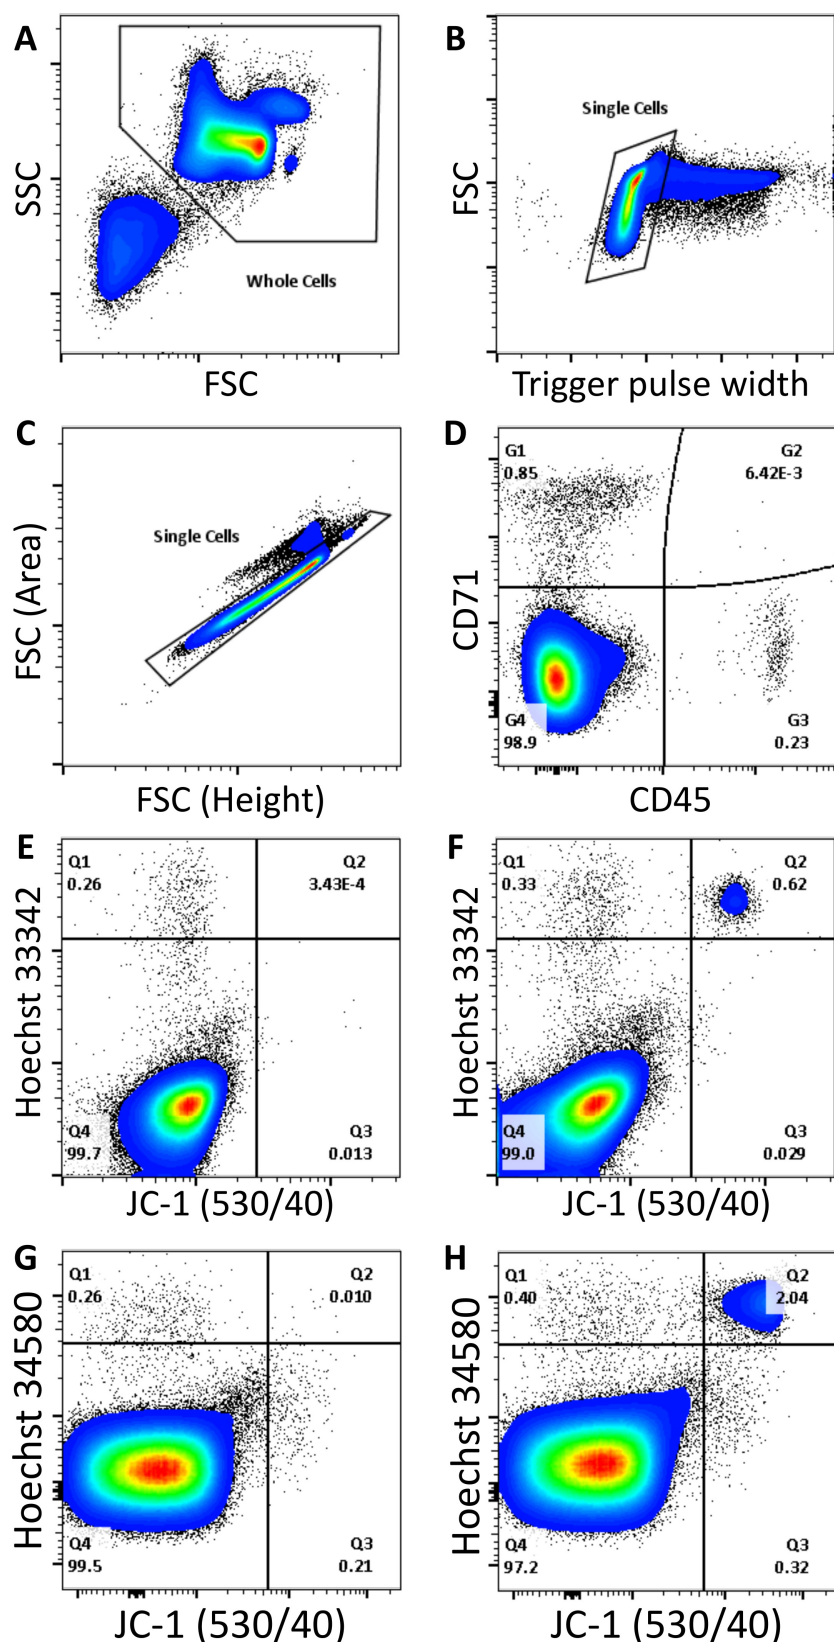 A
SSC
Whole Cells
FSC
B
Single Cells
FSC
Trigger pulse width
C
Single Cells
FSC (Area)
FSC (Height)
D
G1
0.85
G2
6.42E-3
CD71
G4
98.9
G3
0.23
CD45
E
Q1
0.26
Q2
3.43E-4
Hoechst 33342
Q4
99.7
Q3
0.013
JC-1 (530/40)
F
Q1
0.33
Q2
0.62
Hoechst 33342
Q4
99.0
Q3
0.029
JC-1 (530/40)
G
Q1
0.26
Q2
0.010
Hoechst 34580
Q4
99.5
Q3
0.21
JC-1 (530/40)
H
Q1
0.40
Q2
2.04
Hoechst 34580
Q4
97.2
Q3
0.32
JC-1 (530/40)